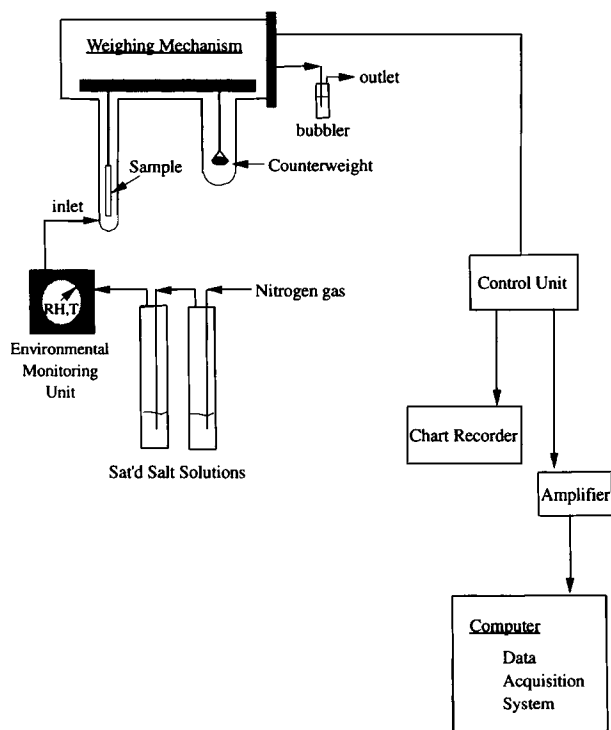 Weighing Mechanism
outlet
bubbler
Sample
Counterweight
inlet
RH,T
Nitrogen gas
Control Unit
Environmental
Monitoring
Unit
Chart Recorder
Sat'd Salt Solutions
Amplifier
Computer
Data
Acquisition
System